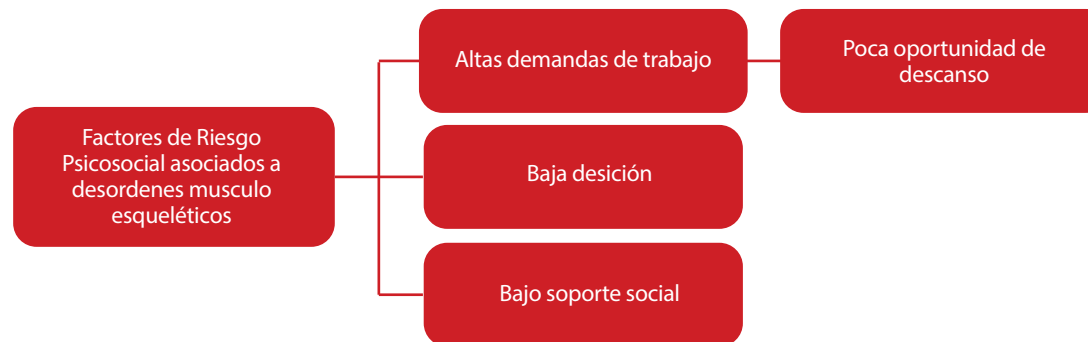 Factores de Riesgo
Psicosocial asociados a
desordenes musculo
esqueléticos
Altas demandas de trabajo
Poca oportunidad de
descanso
Baja desición
Bajo soporte social